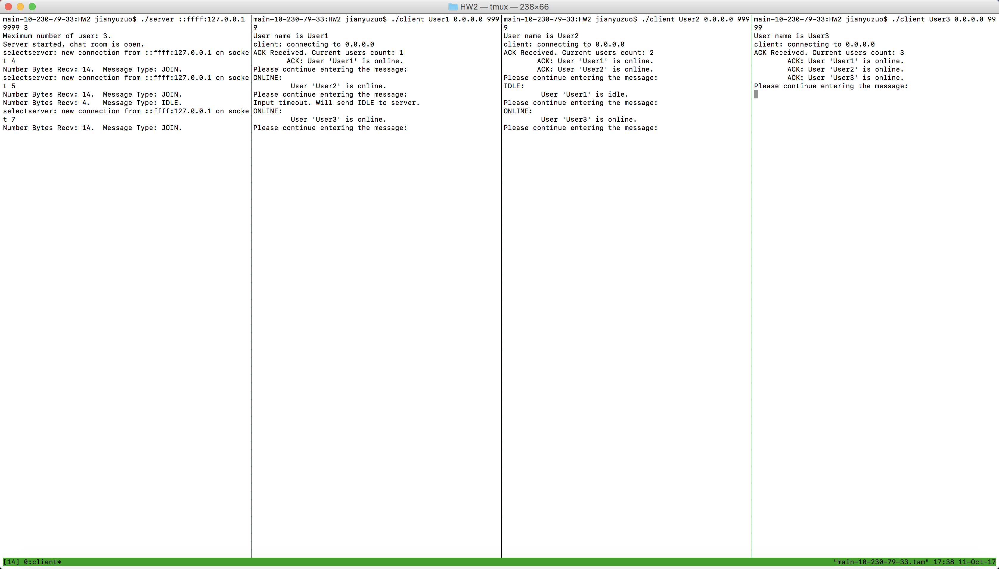 HW2 — tmux — 238×66
main-10-230-79-33:HW2 jianyuzuo$ ./server ::ffff:127.0.0.1
9999 3
Maximum number of user: 3.
Server started, chat room is open.
selectserver: new connection from ::ffff:127.0.0.1 on socke
t 4
Number Bytes Recv: 14.  Message Type: JOIN.
selectserver: new connection from ::ffff:127.0.0.1 on socke
t 5
Number Bytes Recv: 14.  Message Type: JOIN.
Number Bytes Recv: 4.   Message Type: IDLE.
selectserver: new connection from ::ffff:127.0.0.1 on socke
t 7
Number Bytes Recv: 14.  Message Type: JOIN.
main-10-230-79-33:HW2 jianyuzuo$ ./client User1 0.0.0.0 999
9
User name is User1
client: connecting to 0.0.0.0
ACK Received. Current users count: 1
ACK: User 'User1' is online.
Please continue entering the message:
ONLINE:
User 'User2' is online.
Please continue entering the message:
Input timeout. Will send IDLE to server.
ONLINE:
User 'User3' is online.
Please continue entering the message:
main-10-230-79-33:HW2 jianyuzuo$ ./client User2 0.0.0.0 999
9
User name is User2
client: connecting to 0.0.0.0
ACK Received. Current users count: 2
ACK: User 'User1' is online.
ACK: User 'User2' is online.
Please continue entering the message:
IDLE:
User 'User1' is idle.
Please continue entering the message:
ONLINE:
User 'User3' is online.
Please continue entering the message:
main-10-230-79-33:HW2 jianyuzuo$ ./client User3 0.0.0.0 99
99
User name is User3
client: connecting to 0.0.0.0
ACK Received. Current users count: 3
ACK: User 'User1' is online.
ACK: User 'User2' is online.
ACK: User 'User3' is online.
Please continue entering the message:
[14] 0:client*
"main-10-230-79-33.tam" 17:38 11-Oct-17